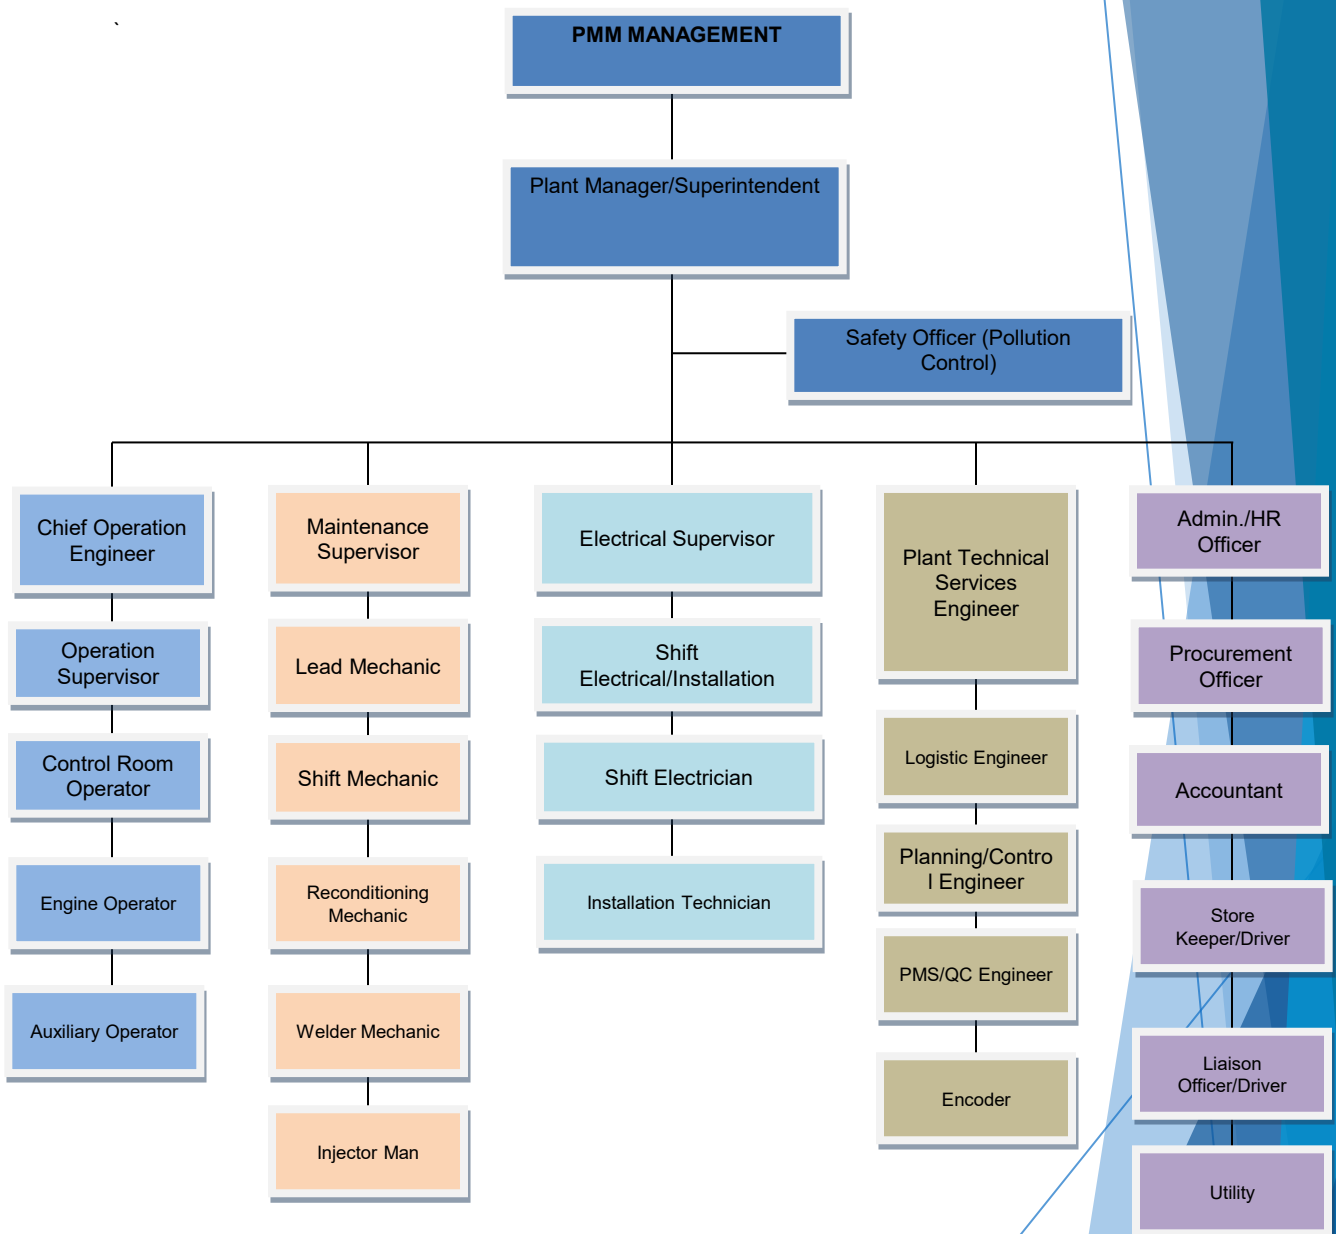 `
PMM MANAGEMENT
Plant Manager/Superintendent
Safety Officer (Pollution
Control)
Chief Operation
Engineer
Operation
Supervisor
Control Room
Operator
Engine Operator
Auxiliary Operator
Maintenance
Supervisor
Lead Mechanic
Shift Mechanic
Reconditioning
Mechanic
Welder Mechanic
Injector Man
Electrical Supervisor
Shift
Electrical/Installation
Shift Electrician
Installation Technician
Plant Technical
Services
Engineer
Logistic Engineer
Planning/Contro
l Engineer
PMS/QC Engineer
Encoder
Admin./HR
Officer
Procurement
Officer
Accountant
Store
Keeper/Driver
Liaison
Officer/Driver
Utility